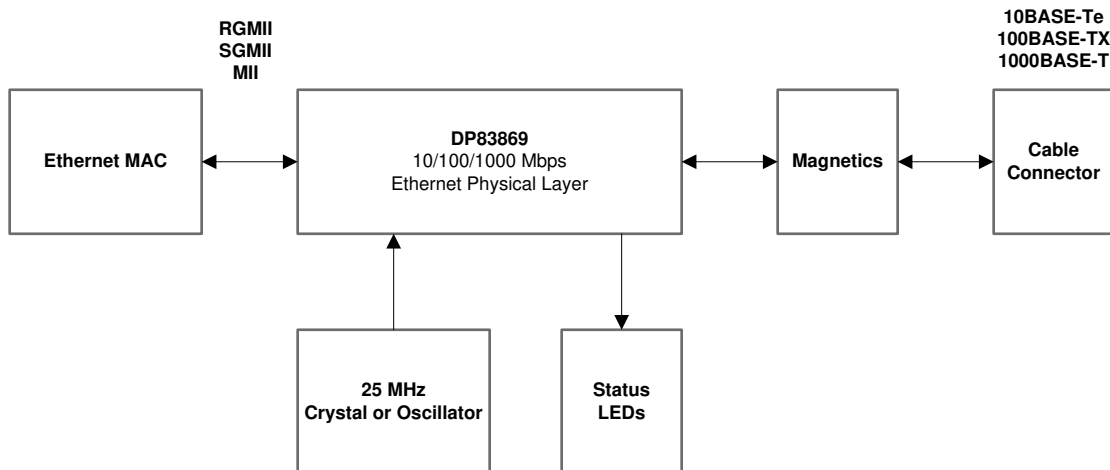 RGMII
SGMII
MII
10BASE-Te
100BASE-TX
1000BASE-T
Ethernet MAC
DP83869
10/100/1000 Mbps
Ethernet Physical Layer
Magnetics
Cable
Connector
25 MHz
Crystal or Oscillator
Status
LEDs